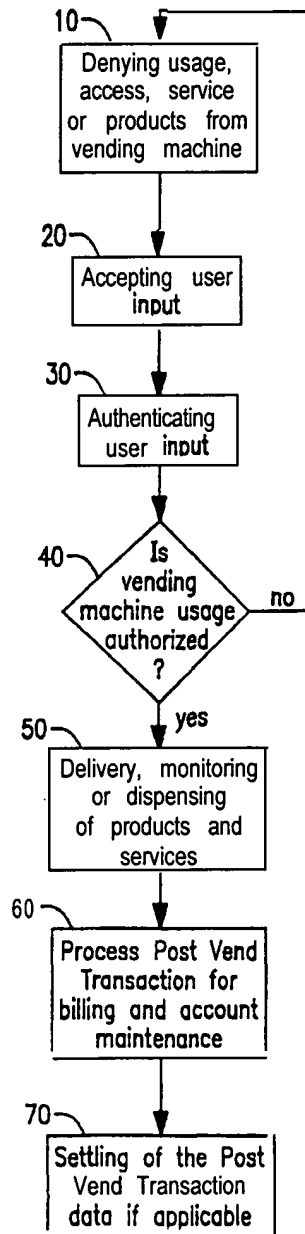 10
Denying usage,
access, service
or products from
vending machine
20
Accepting user
input
30
Authenticating
user input
40
Is
vending
machine usage
authorized
?
no
yes
50
Delivery, monitoring
or dispensing
of products and
services
60
Process Post Vend
Transaction for
billing and account
maintenance
70
Settling of the Post
Vend Transaction
data if applicable